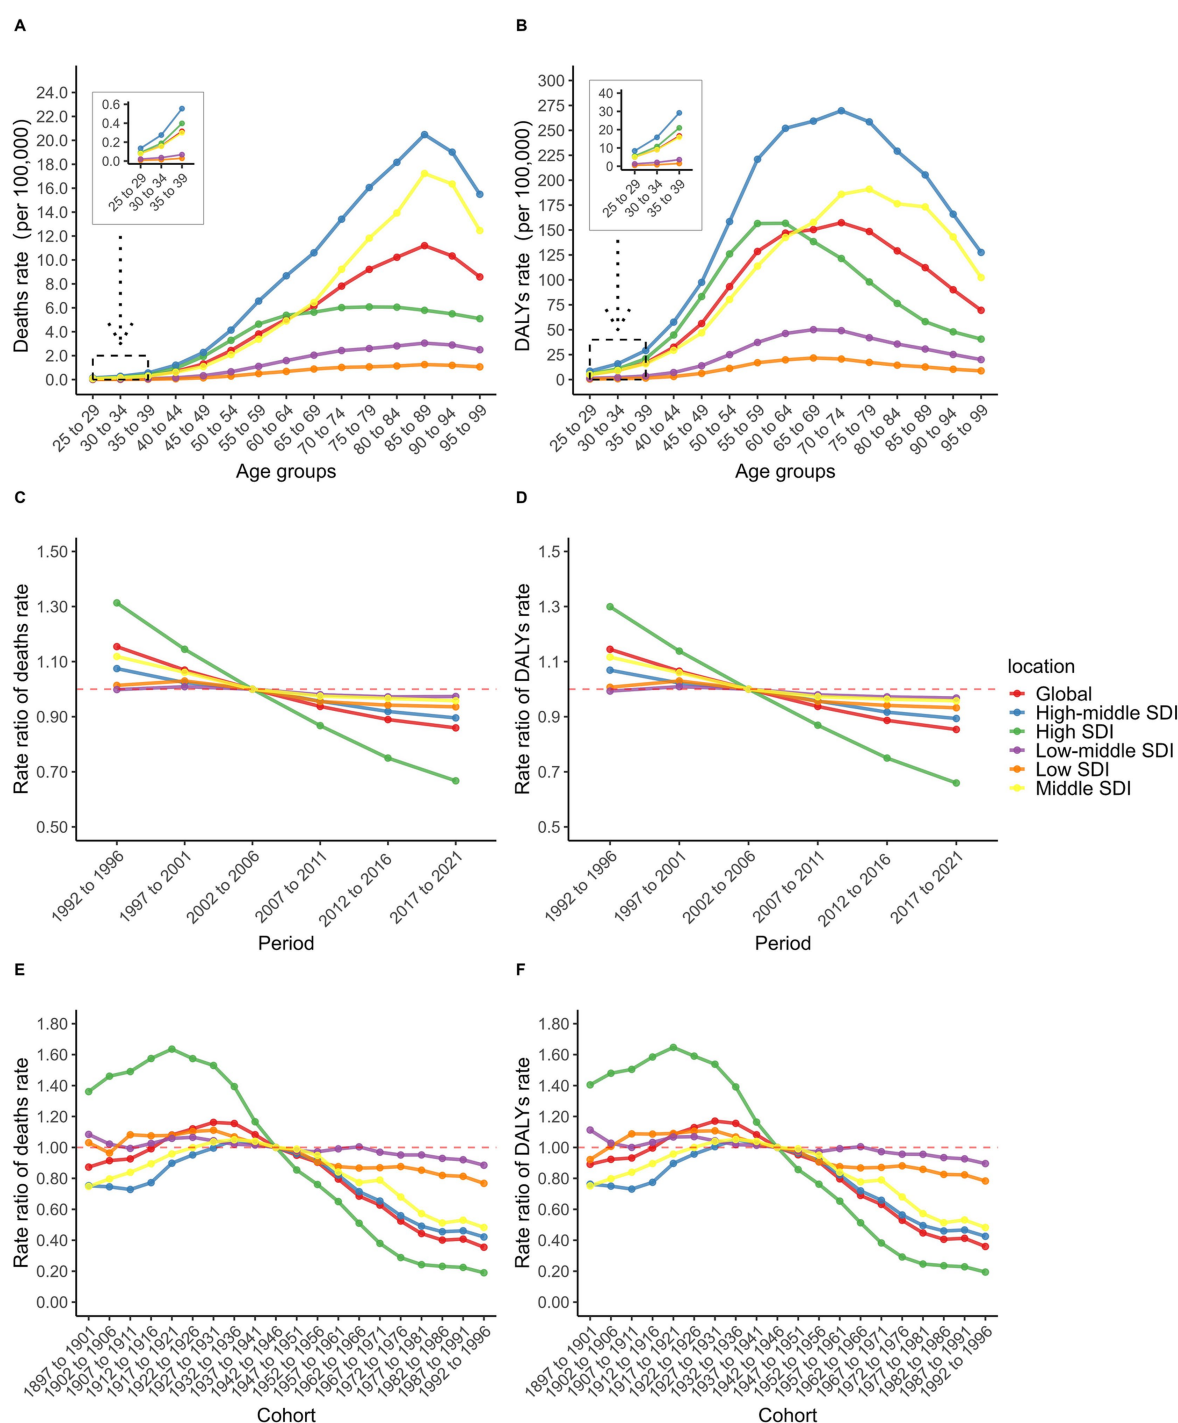 A
Deaths rate (per 100,000)
24.0
22.0
20.0
18.0
16.0
14.0
12.0
10.0
8.0
6.0
4.0
2.0
0.0
0.6
0.4
0.2
0.0
25 to 29
30 to 34
35 to 39
25 to 29
30 to 34
35 to 39
40 to 44
45 to 49
50 to 54
55 to 59
60 to 64
65 to 69
70 to 74
75 to 79
80 to 84
85 to 89
90 to 94
95 to 99
Age groups
B
DALYs rate (per 100,000)
300
275
250
225
200
175
150
125
100
75
50
25
0
40
30
20
10
0
25 to 29
30 to 34
35 to 39
25 to 29
30 to 34
35 to 39
40 to 44
45 to 49
50 to 54
55 to 59
60 to 64
65 to 69
70 to 74
75 to 79
80 to 84
85 to 89
90 to 94
95 to 99
Age groups
C
Rate ratio of deaths rate
1.50
1.30
1.10
0.90
0.70
0.50
1992 to 1996
1997 to 2001
2002 to 2006
2007 to 2011
2012 to 2016
2017 to 2021
Period
D
Rate ratio of DALYs rate
1.5
1.3
1.1
0.9
0.7
0.5
1992 to 1996
1997 to 2001
2002 to 2006
2007 to 2011
2012 to 2016
2017 to 2021
Period
location
Global
High-middle SDI
High SDI
Low-middle SDI
Low SDI
Middle SDI
E
Rate ratio of deaths rate
1.80
1.60
1.40
1.20
1.00
0.80
0.60
0.40
0.20
0.00
1897 to 1901
1902 to 1906
1907 to 1911
1912 to 1916
1917 to 1921
1922 to 1926
1927 to 1931
1932 to 1936
1937 to 1941
1942 to 1946
1947 to 1951
1952 to 1956
1957 to 1961
1962 to 1966
1967 to 1971
1972 to 1976
1977 to 1981
1982 to 1986
1987 to 1991
1992 to 1996
Cohort
F
Rate ratio of DALYs rate
1.80
1.60
1.40
1.20
1.00
0.80
0.60
0.40
0.20
0.00
1897 to 1901
1902 to 1906
1907 to 1911
1912 to 1916
1917 to 1921
1922 to 1926
1927 to 1931
1932 to 1936
1937 to 1941
1942 to 1946
1947 to 1951
1952 to 1956
1957 to 1961
1962 to 1966
1967 to 1971
1972 to 1976
1977 to 1981
1982 to 1986
1987 to 1991
1992 to 1996
Cohort